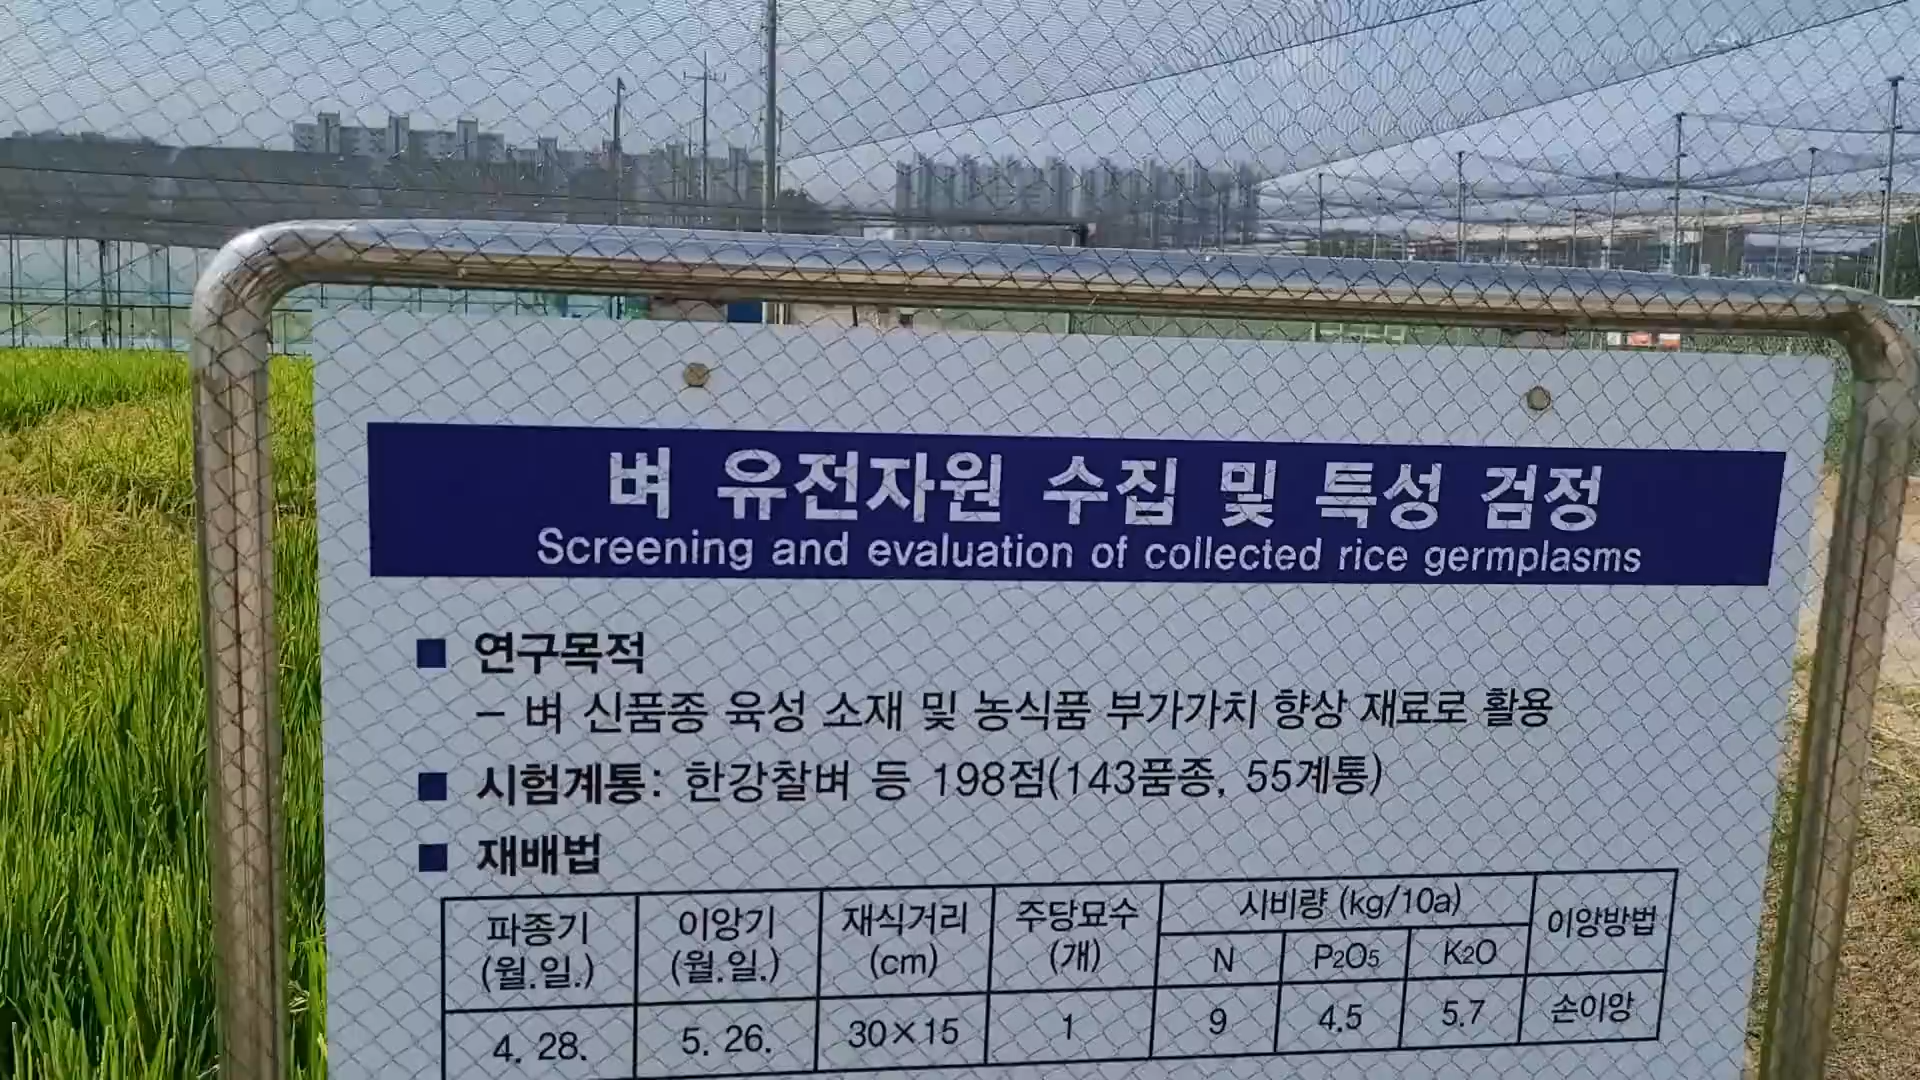 벼 유전자원 수집 및 특성 검정
Screening and evaluation of collected rice germplasms
■ 연구목적
– 벼 신품종 육성 소재 및 농식품 부가가치 향상 재료로 활용
■ 시험계통: 한강찰벼 등 198점(143품종, 55계통)
■ 재배법
파종기 (월.일.) 이앙기 (월.일.) 재식거리 (cm) 주당묘수 (개) 시비량 (kg/10a) 이앙방법
N P2O5 K2O
4. 28. 5. 26. 30×15 1 9 4.5 5.7 손이앙